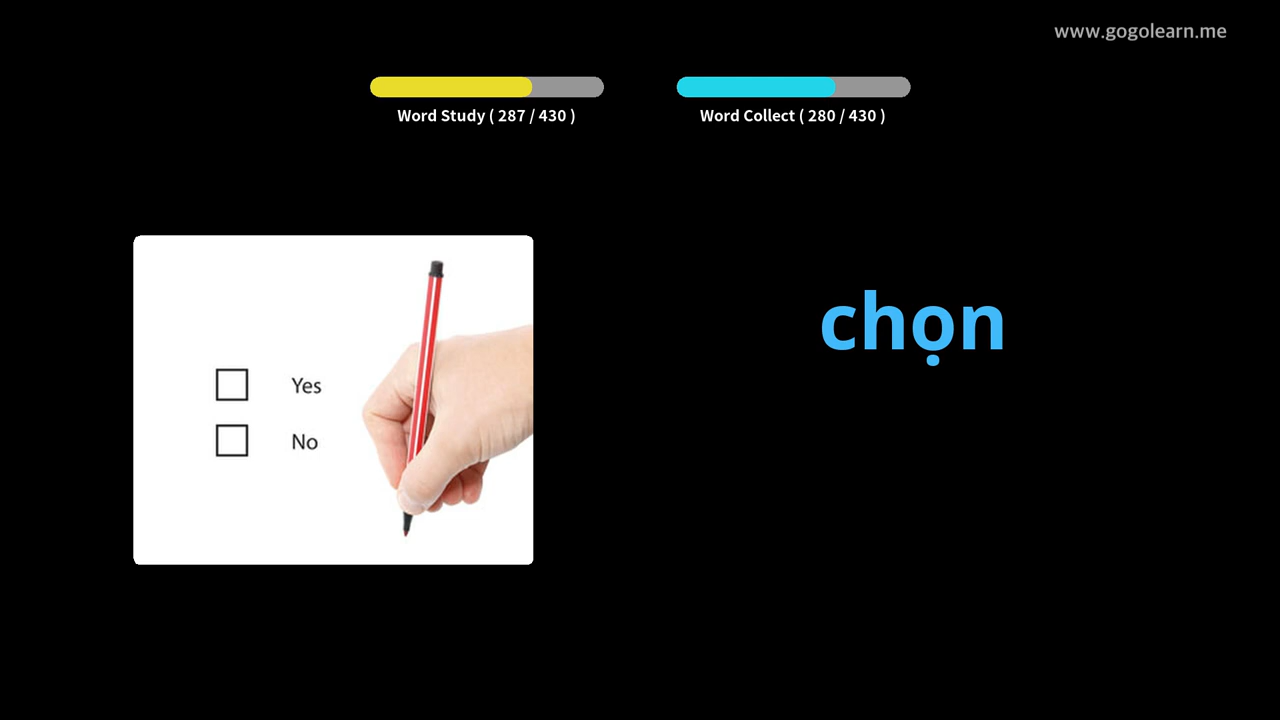 www.gogolearn.me
Word Study ( 287 / 430 )
Word Collect ( 280 / 430 )
chọn
Yes
No